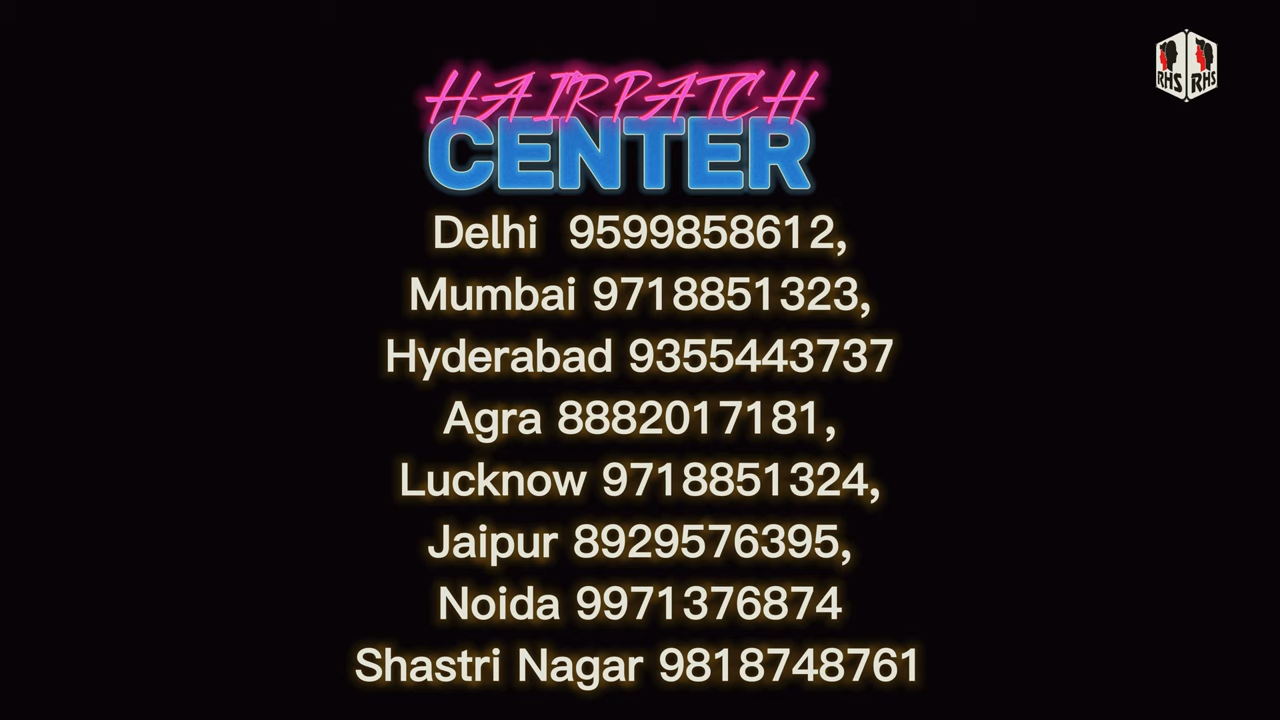 HAIRPATCH
CENTER
RHS RHS
Delhi 9599858612,
Mumbai 9718851323,
Hyderabad 9355443737
Agra 8882017181,
Lucknow 9718851324,
Jaipur 8929576395,
Noida 9971376874
Shastri Nagar 9818748761